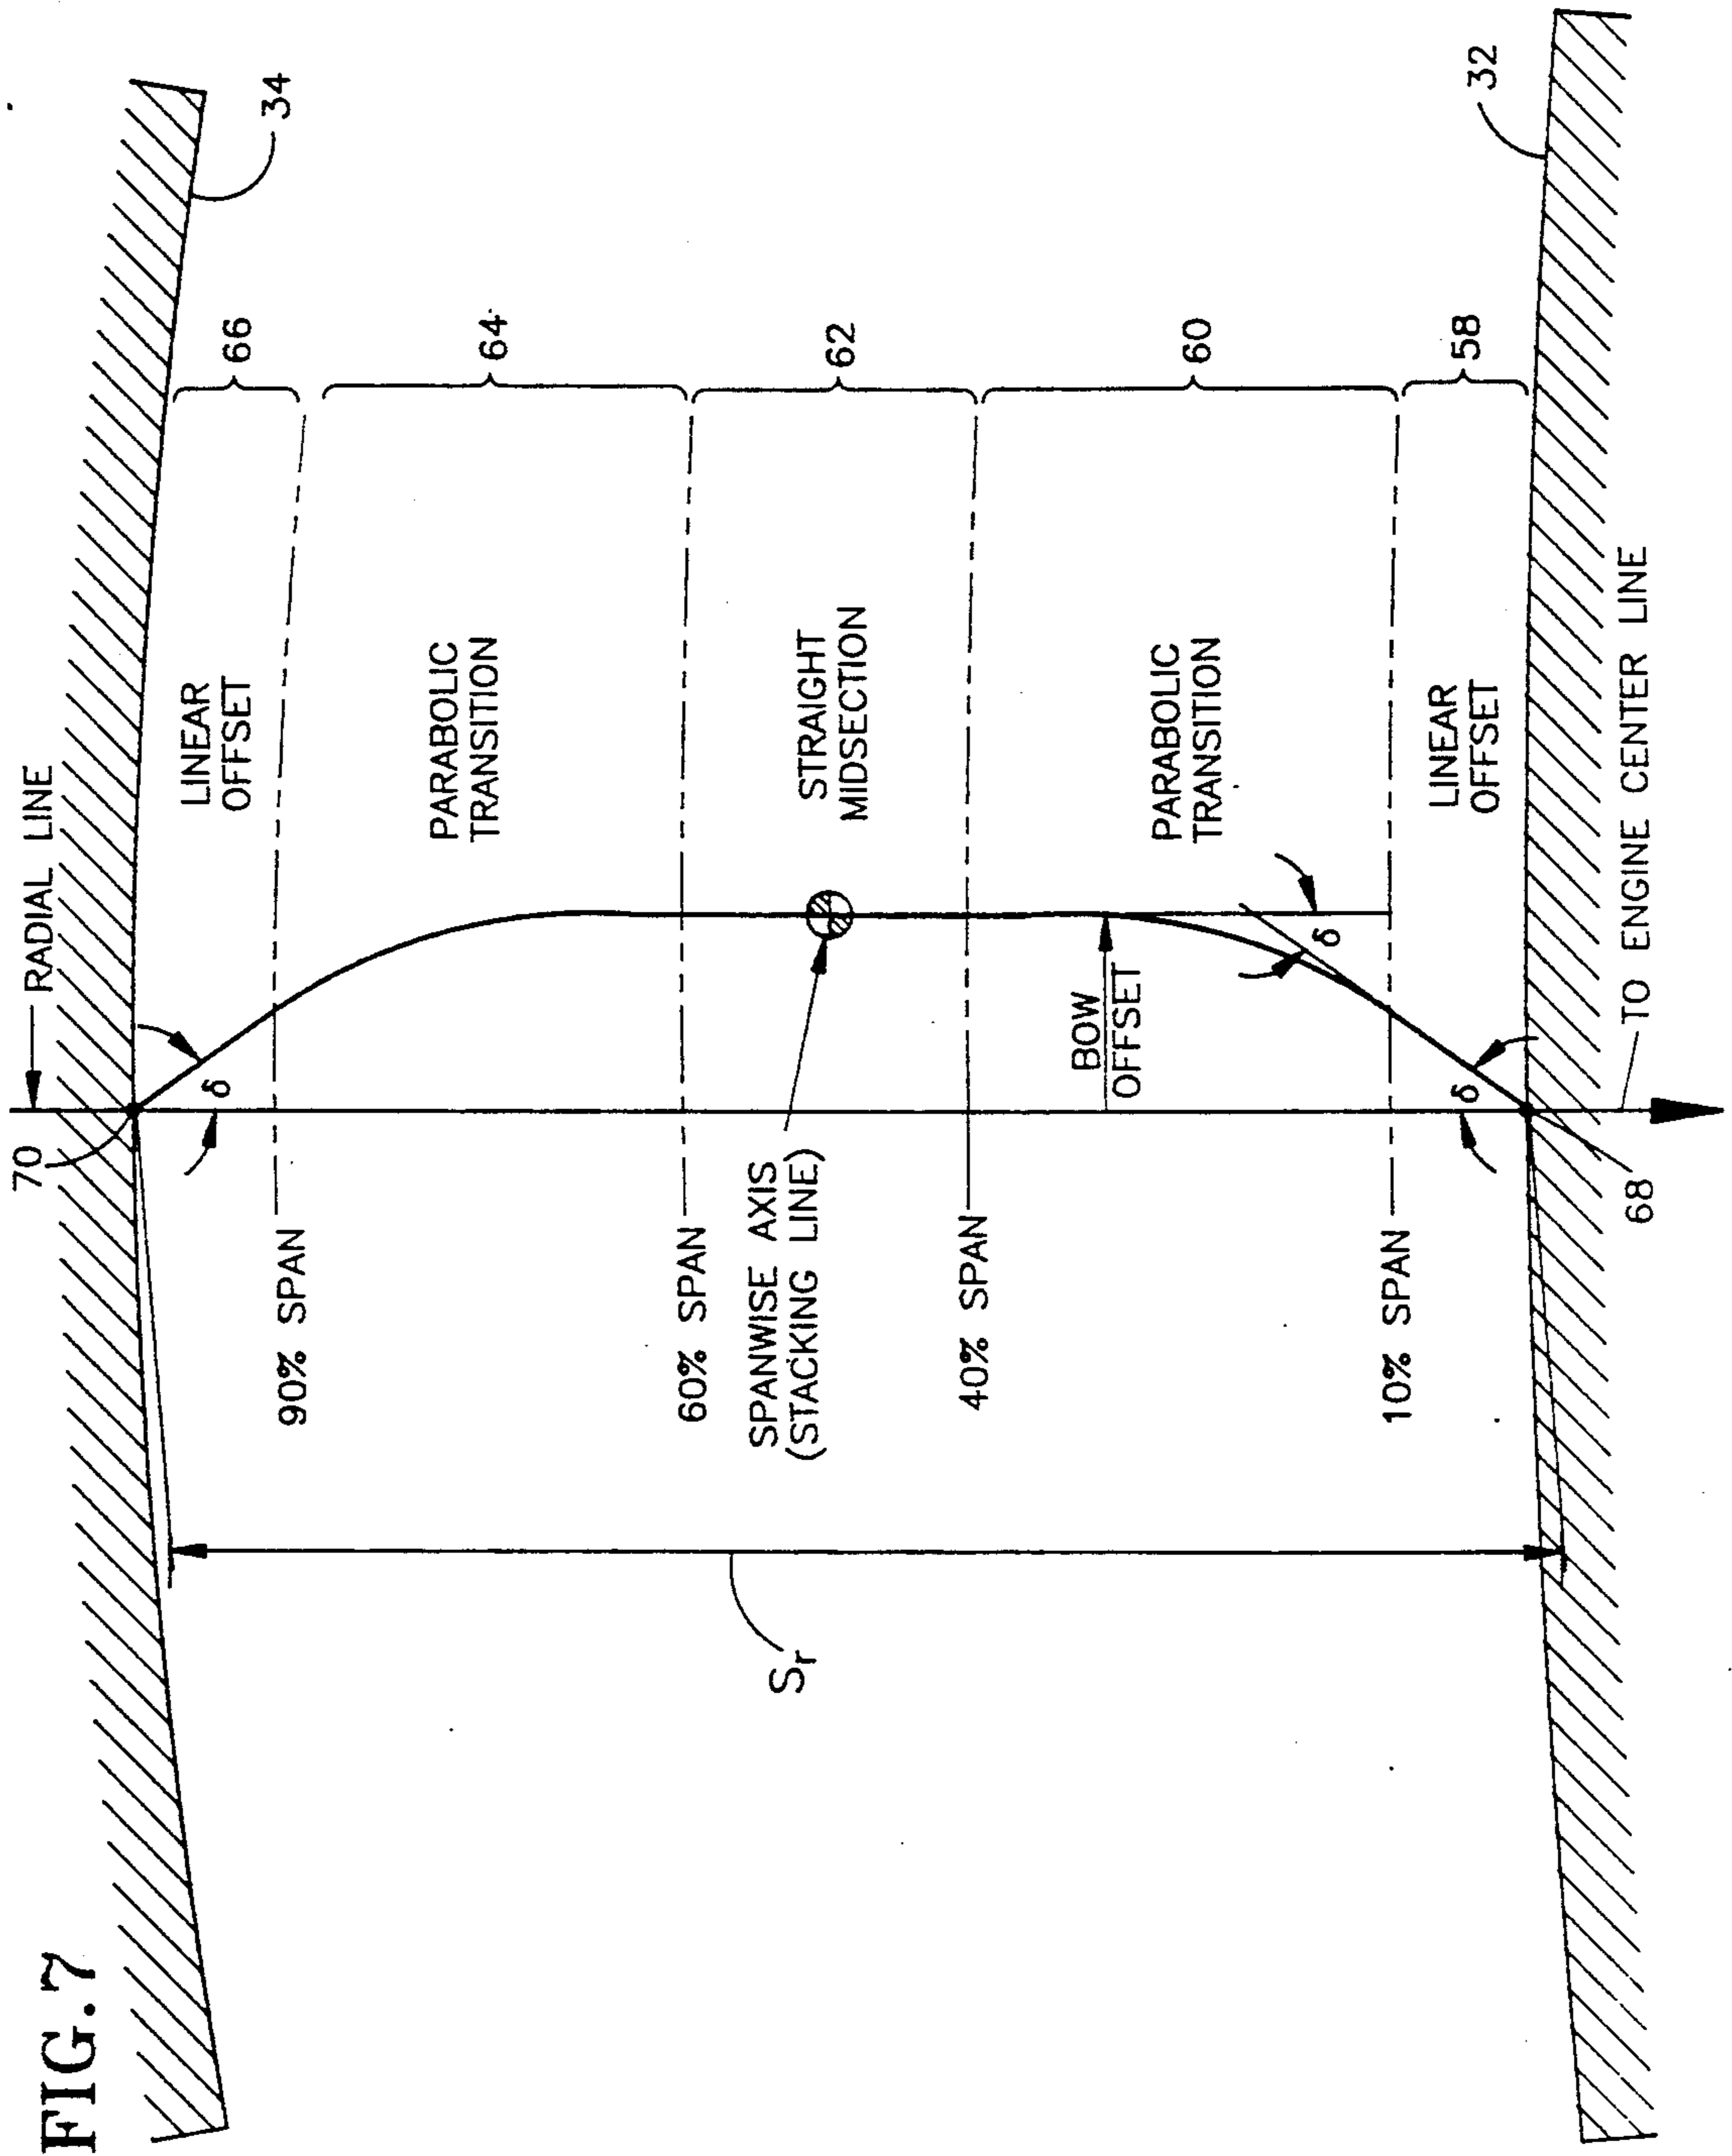 FIG.7
70
RADIAL LINE
34
LINEAR
OFFSET
66
δ
90% SPAN
PARABOLIC
TRANSITION
64
60% SPAN
SPANWISE AXIS
(STACKING LINE)
STRAIGHT
MIDSECTION
62
Sr
40% SPAN
BOW
OFFSET
PARABOLIC
TRANSITION
60
δ
10% SPAN
LINEAR
OFFSET
58
δ
32
68
TO ENGINE CENTER LINE